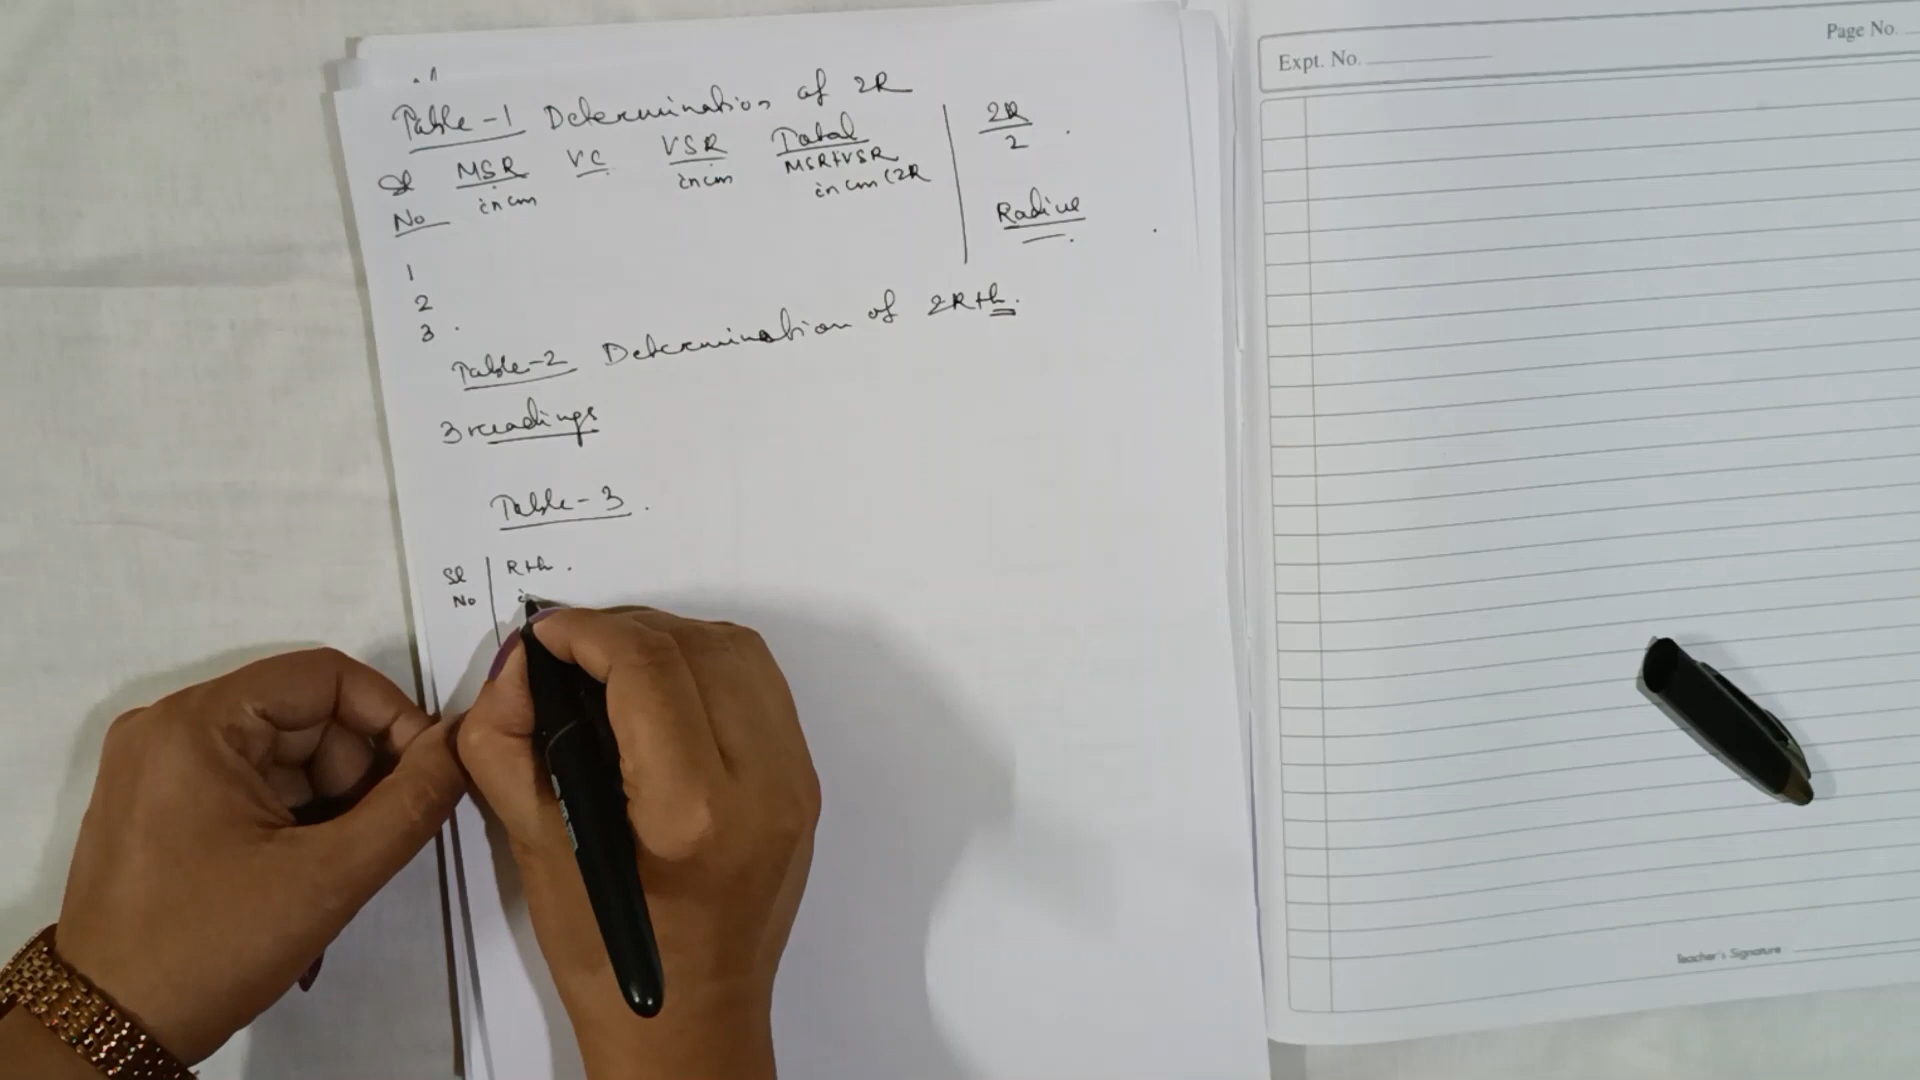 Table-1 Determination of 2R
Sl MSR VC VSR Total
No in cm in cm MSR+VSR
in cm (2R
2R
2
Radius
1
2
3
Table-2 Determination of 2R+h.
3 readings
Table-3.
Sl R+h.
No in
Expt. No.
Page No.
Teacher's Signature